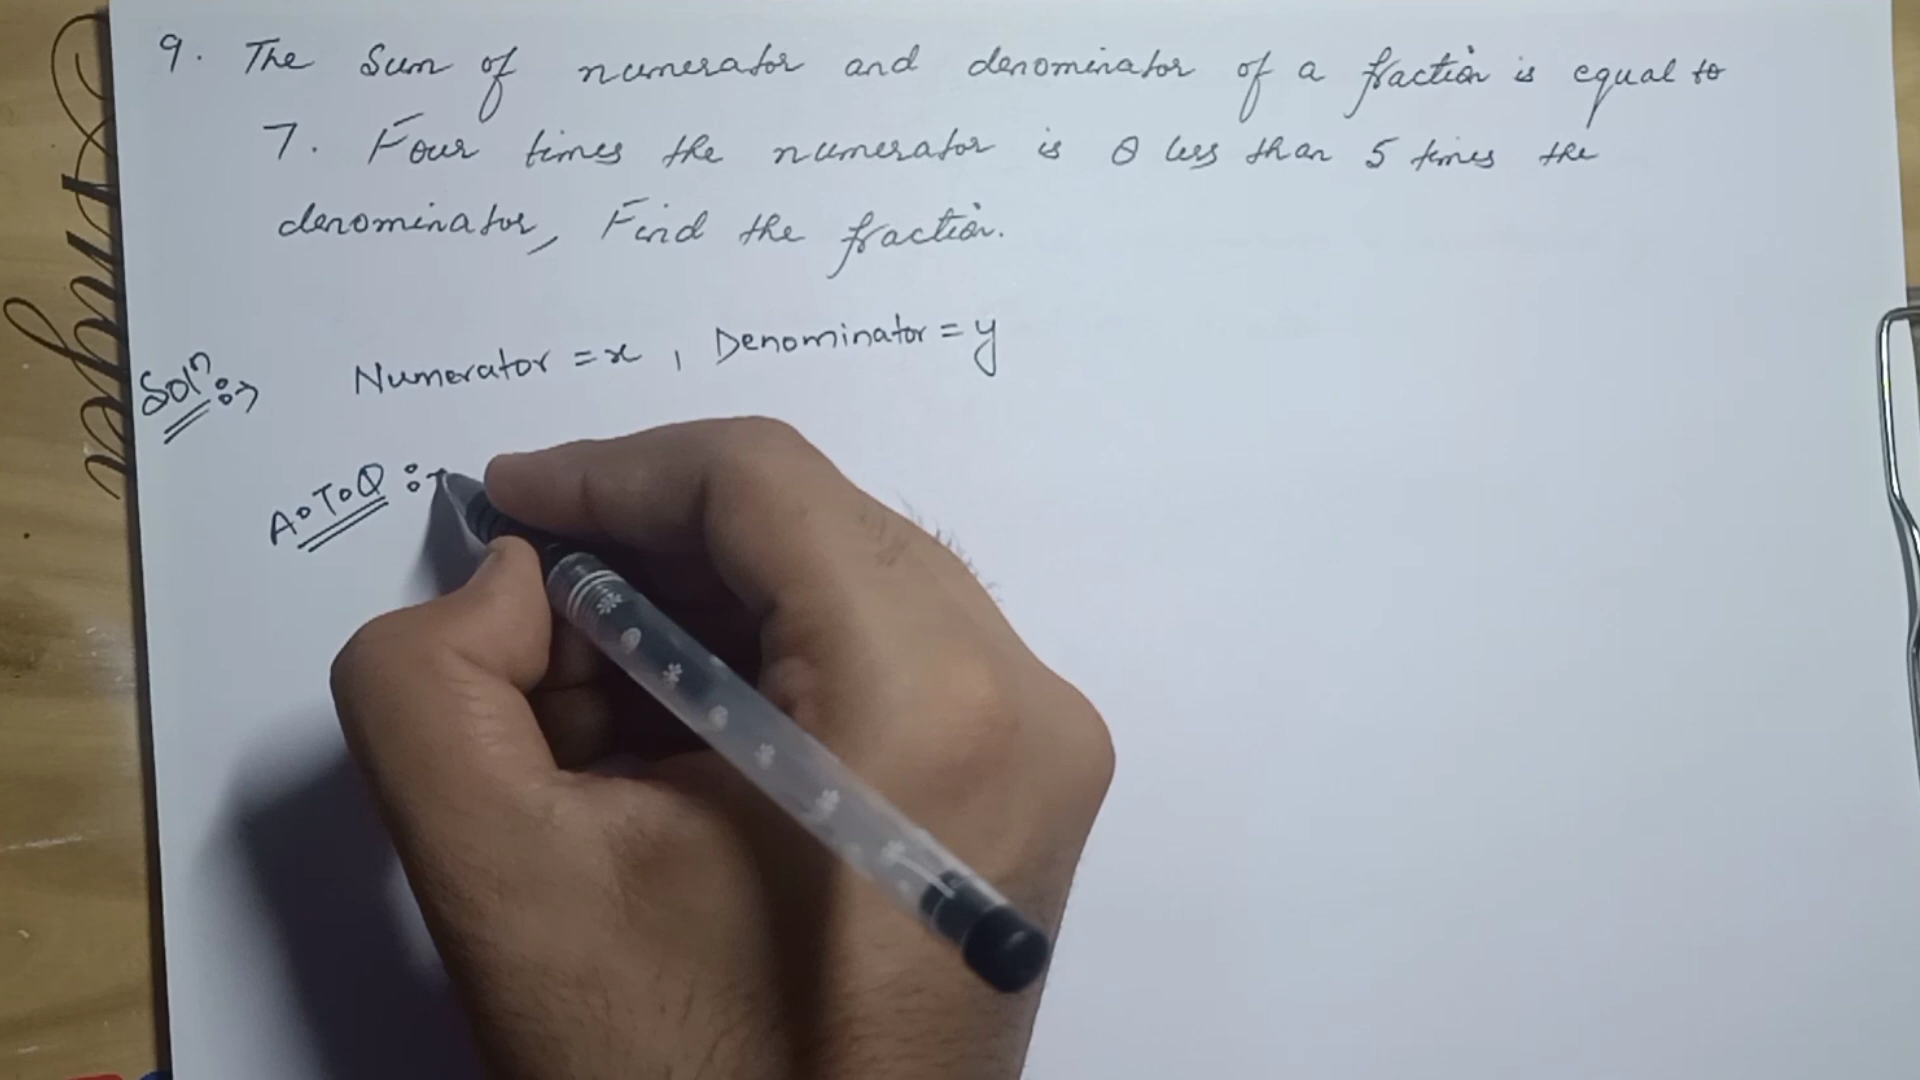 9. The Sum of numerator and denominator of a fraction is equal to
7. Four times the numerator is 8 less than 5 times the
denominator, Find the fraction.
Solⁿ:→ Numerator = x, Denominator = y
A.T.Q :-